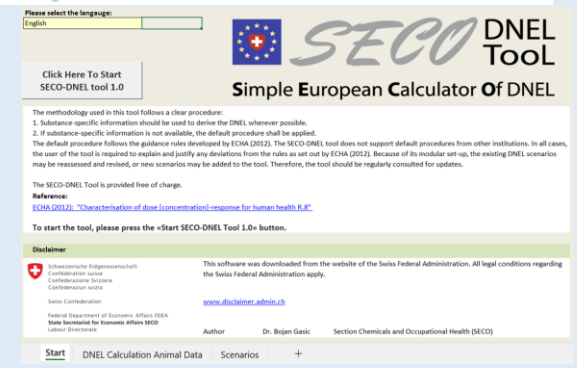 Please select the langauge:
English
SECO DNEL
TooL
Click Here To Start
SECO-DNEL tool 1.0
Simple European Calculator Of DNEL
The methodology used in this tool follows a clear procedure:
1. Substance-specific information should be used to derive the DNEL wherever possible.
2. If substance-specific information is not available, the default procedure shall be applied.
The default procedure follows the guidance rules developed by ECHA (2012). The SECO-DNEL tool does not support default procedures from other institutions. In all cases,
the user of the tool is required to explain and justify any deviations from the rules as set out by ECHA (2012). Because of its modular set-up, the existing DNEL scenarios
may be reassessed and revised, or new scenarios may be added to the tool. Therefore, the tool should be regularly consulted for updates.
The SECO-DNEL Tool is provided free of charge.
Reference:
ECHA (2012): "Characterisation of dose [concentration]-response for human health R.8"
To start the tool, please press the «Start SECO-DNEL Tool 1.0» button.
Disclaimer
Schweizerische Eidgenossenschaft
Confédération suisse
Confederazione Svizzera
Confederaziun svizra
This software was downloaded from the website of the Swiss Federal Administration. All legal conditions regarding
the Swiss Federal Administration apply.
Swiss Confederation
www.disclaimer.admin.ch
Federal Department of Economic Affairs FDEA
State Secretariat for Economic Affairs SECO
Labour Directorate
Author Dr. Bojan Gasic Section Chemicals and Occupational Health (SECO)
Start DNEL Calculation Animal Data Scenarios +